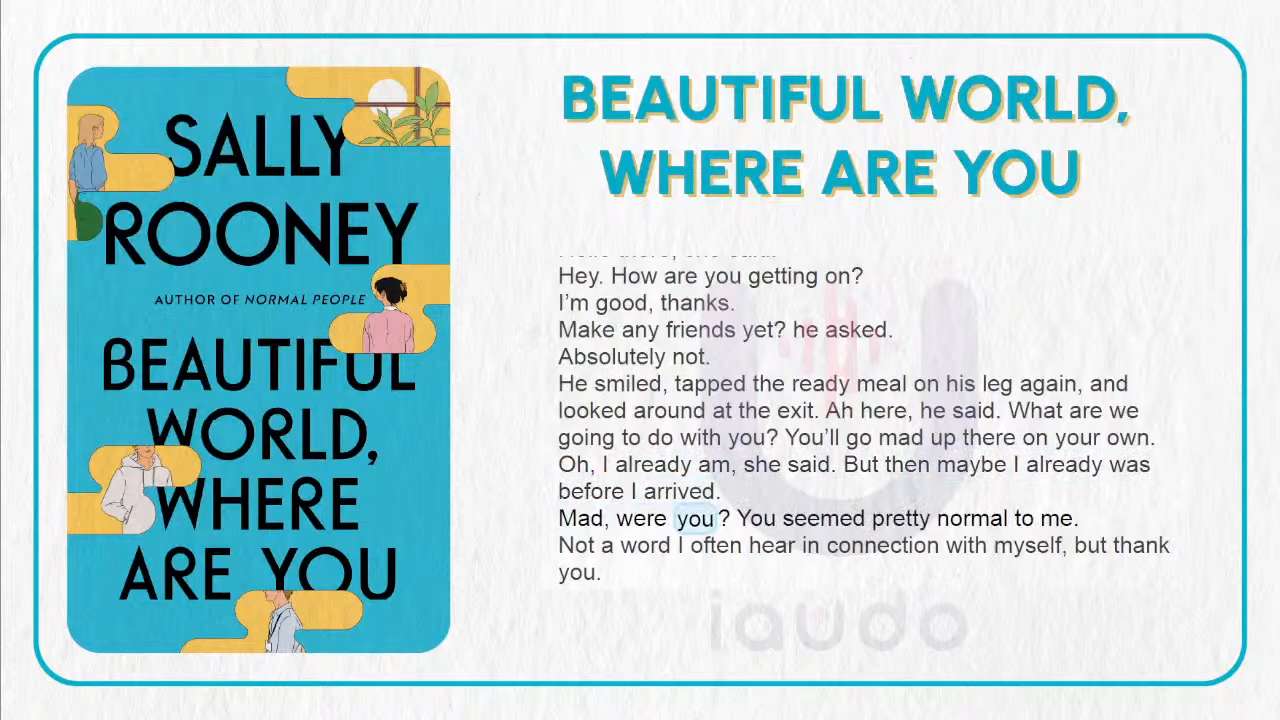 SALLY
ROONEY
AUTHOR OF NORMAL PEOPLE
BEAUTIFUL
WORLD,
WHERE
ARE YOU
BEAUTIFUL WORLD,
WHERE ARE YOU
Hey. How are you getting on?
I’m good, thanks.
Make any friends yet? he asked.
Absolutely not.
He smiled, tapped the ready meal on his leg again, and
looked around at the exit. Ah here, he said. What are we
going to do with you? You’ll go mad up there on your own.
Oh, I already am, she said. But then maybe I already was
before I arrived.
Mad, were you? You seemed pretty normal to me.
Not a word I often hear in connection with myself, but thank
you.
iaudo